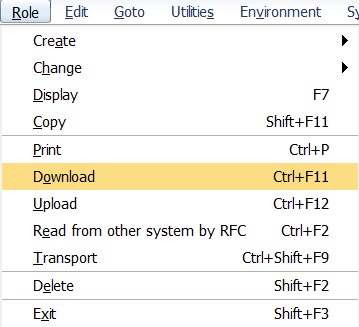 Role Edit Goto Utilities Environment Sy
Create
Change
Display F7
Copy Shift+F11
Print Ctrl+P
Download Ctrl+F11
Upload Ctrl+F12
Read from other system by RFC Ctrl+F2
Transport Ctrl+Shift+F9
Delete Shift+F2
Exit Shift+F3